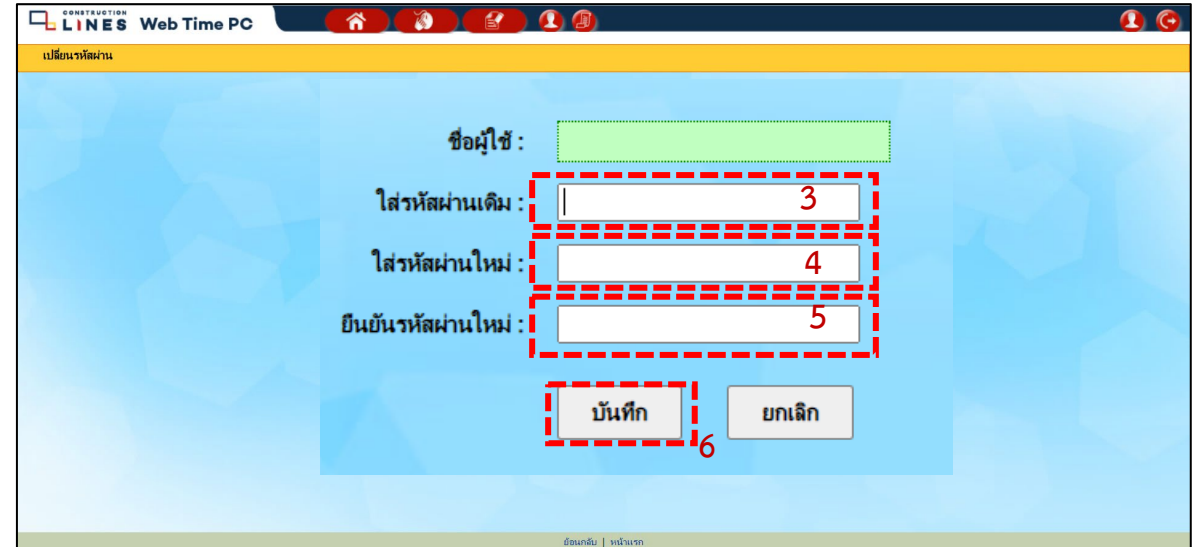 CONSTRUCTION
LINES Web Time PC
เปลี่ยนรหัสผ่าน
ชื่อผู้ใช้ :
ใส่รหัสผ่านเดิม : 3
ใส่รหัสผ่านใหม่ : 4
ยืนยันรหัสผ่านใหม่ : 5
บันทึก ยกเลิก
6
ย้อนกลับ | หน้าแรก